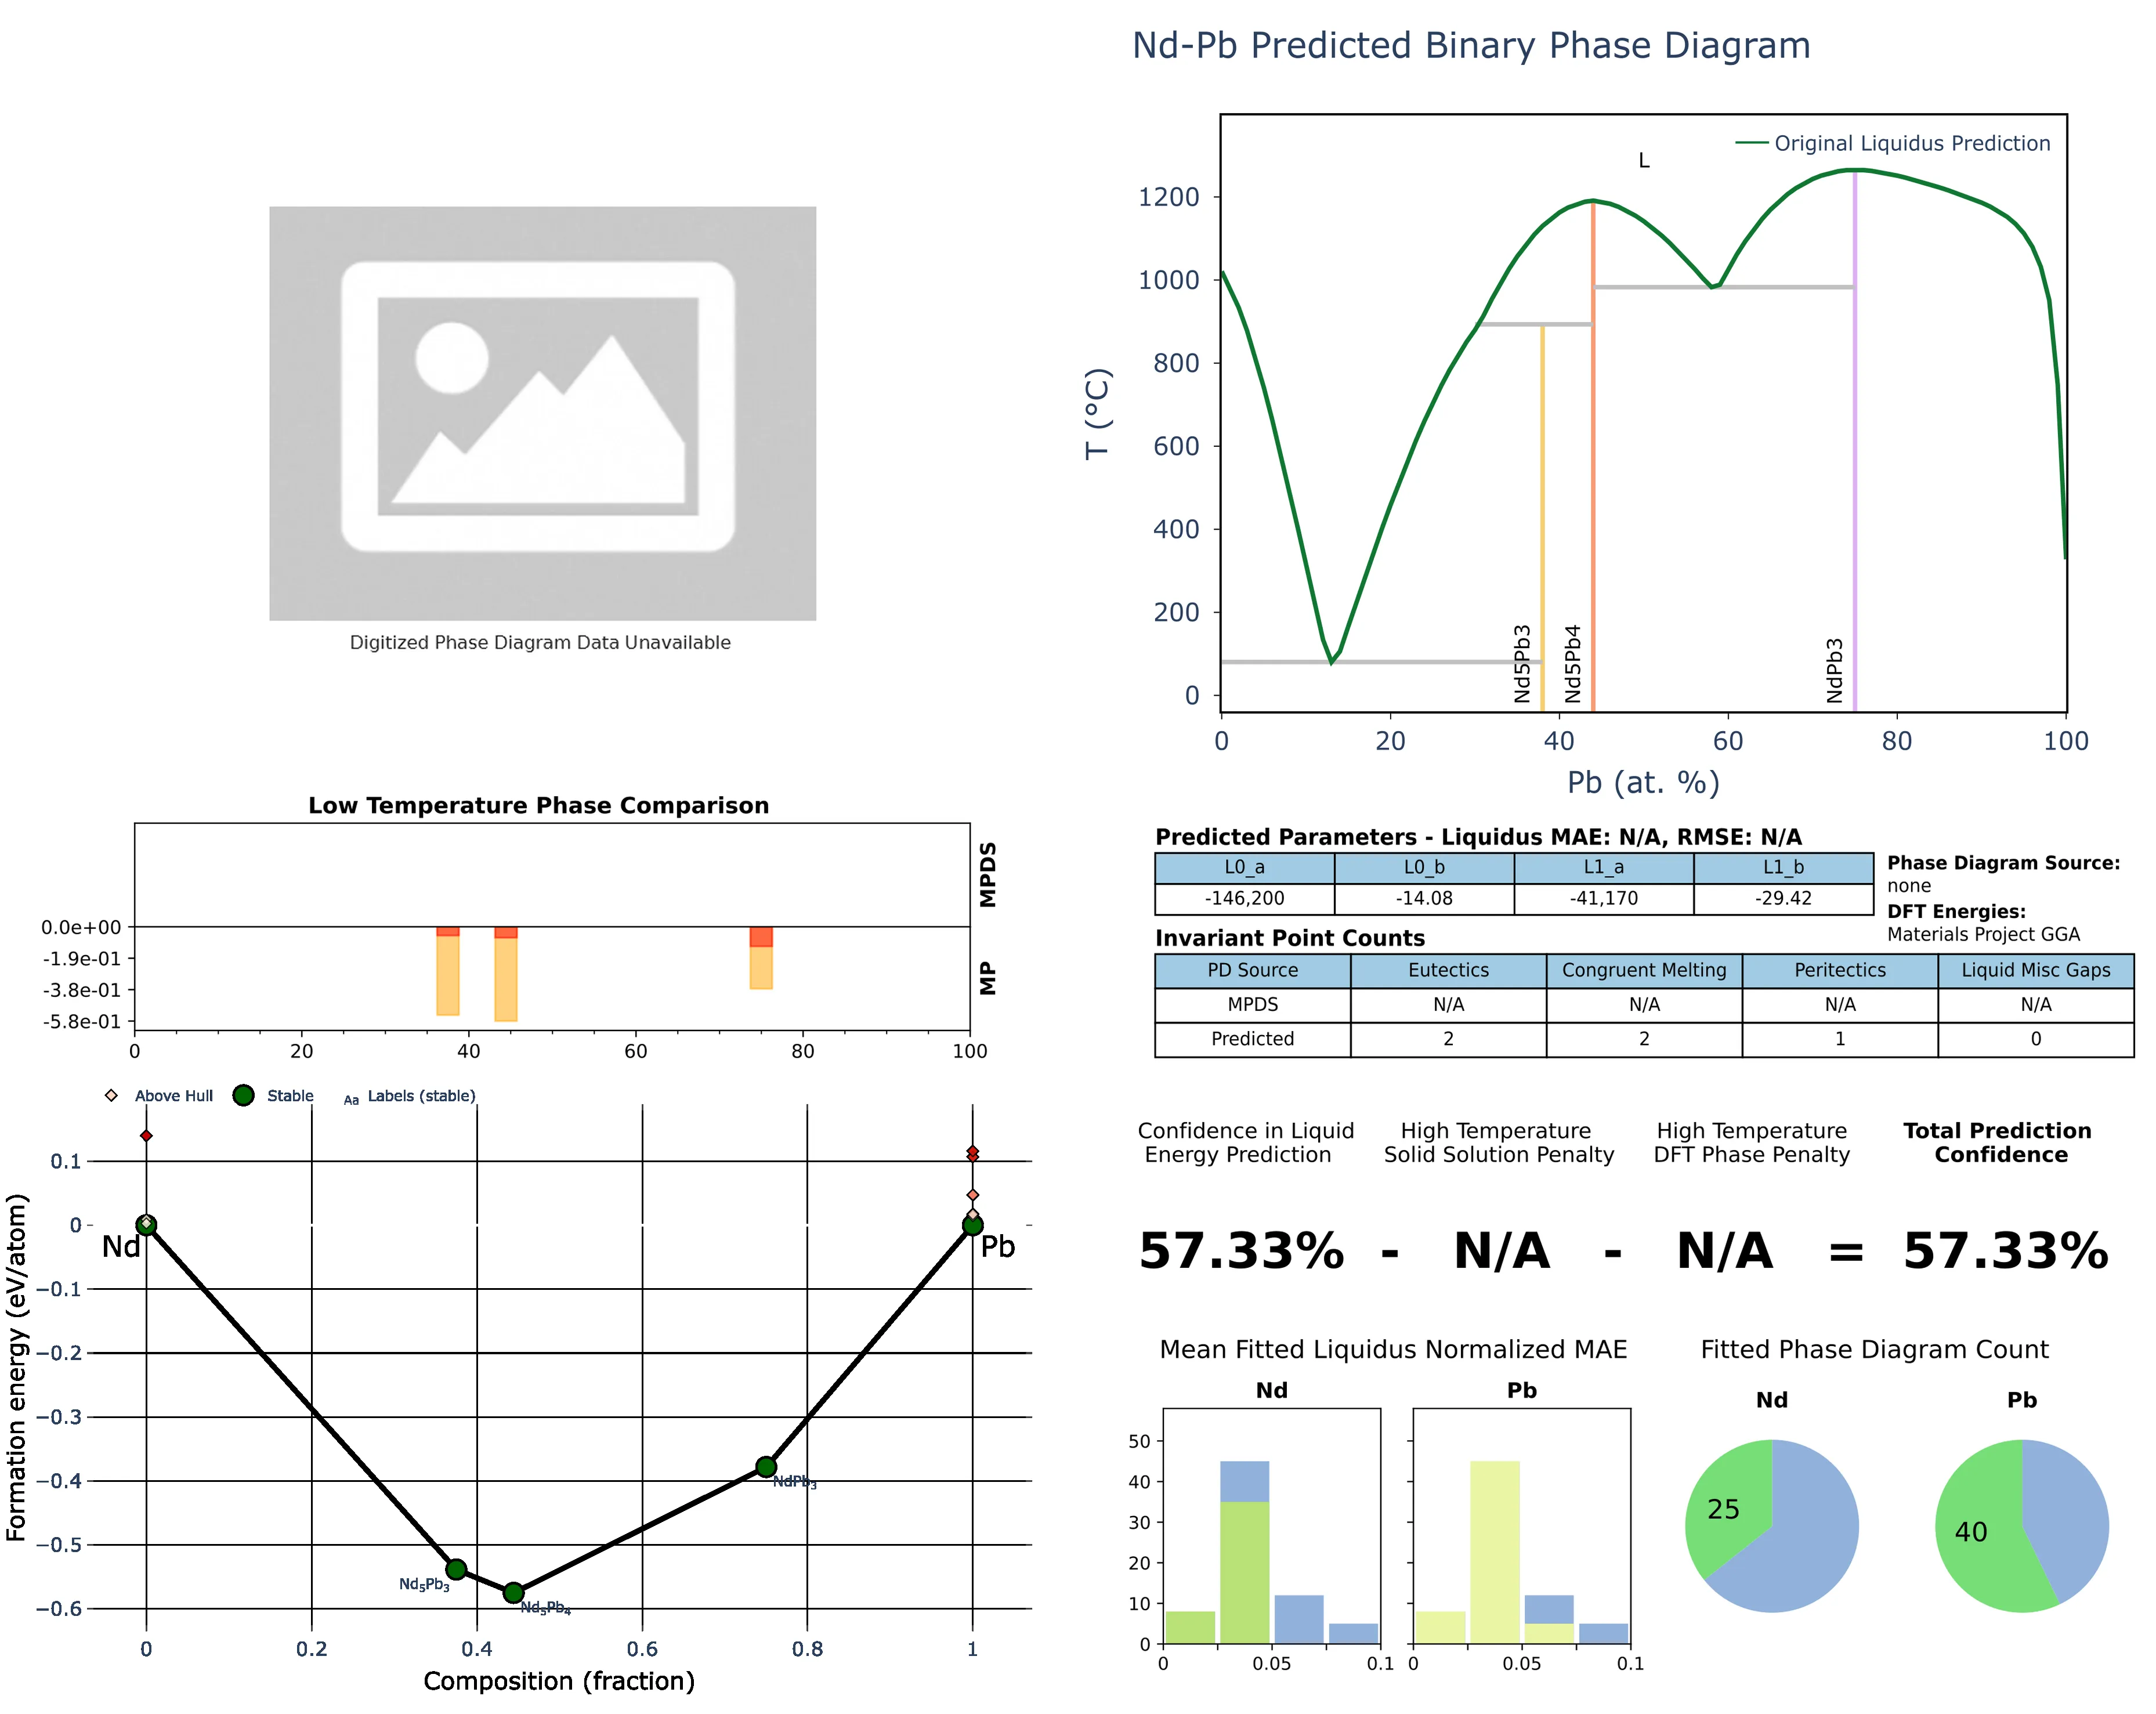 Nd-Pb Predicted Binary Phase Diagram
Digitized Phase Diagram Data Unavailable
Original Liquidus Prediction
L
T (°C)
1200
1000
800
600
400
200
0
Nd5Pb3
Nd5Pb4
NdPb3
0 20 40 60 80 100
Pb (at. %)
Low Temperature Phase Comparison
MPDS
MP
0.0e+00
-1.9e-01
-3.8e-01
-5.8e-01
0 20 40 60 80 100
Predicted Parameters - Liquidus MAE: N/A, RMSE: N/A
L0_a L0_b L1_a L1_b
-146,200 -14.08 -41,170 -29.42
Phase Diagram Source:
none
DFT Energies:
Materials Project GGA
Invariant Point Counts
PD Source Eutectics Congruent Melting Peritectics Liquid Misc Gaps
MPDS N/A N/A N/A N/A
Predicted 2 2 1 0
Above Hull Stable Aa Labels (stable)
Formation energy (eV/atom)
0.1
0
−0.1
−0.2
−0.3
−0.4
−0.5
−0.6
Nd
Pb
NdPb₃
Nd₅Pb₃
Nd₅Pb₄
0 0.2 0.4 0.6 0.8 1
Composition (fraction)
Confidence in Liquid
Energy Prediction
High Temperature
Solid Solution Penalty
High Temperature
DFT Phase Penalty
Total Prediction
Confidence
57.33% - N/A - N/A = 57.33%
Mean Fitted Liquidus Normalized MAE
Nd
Pb
50
40
30
20
10
0
0 0.05 0.1
0 0.05 0.1
Fitted Phase Diagram Count
Nd
Pb
25
40